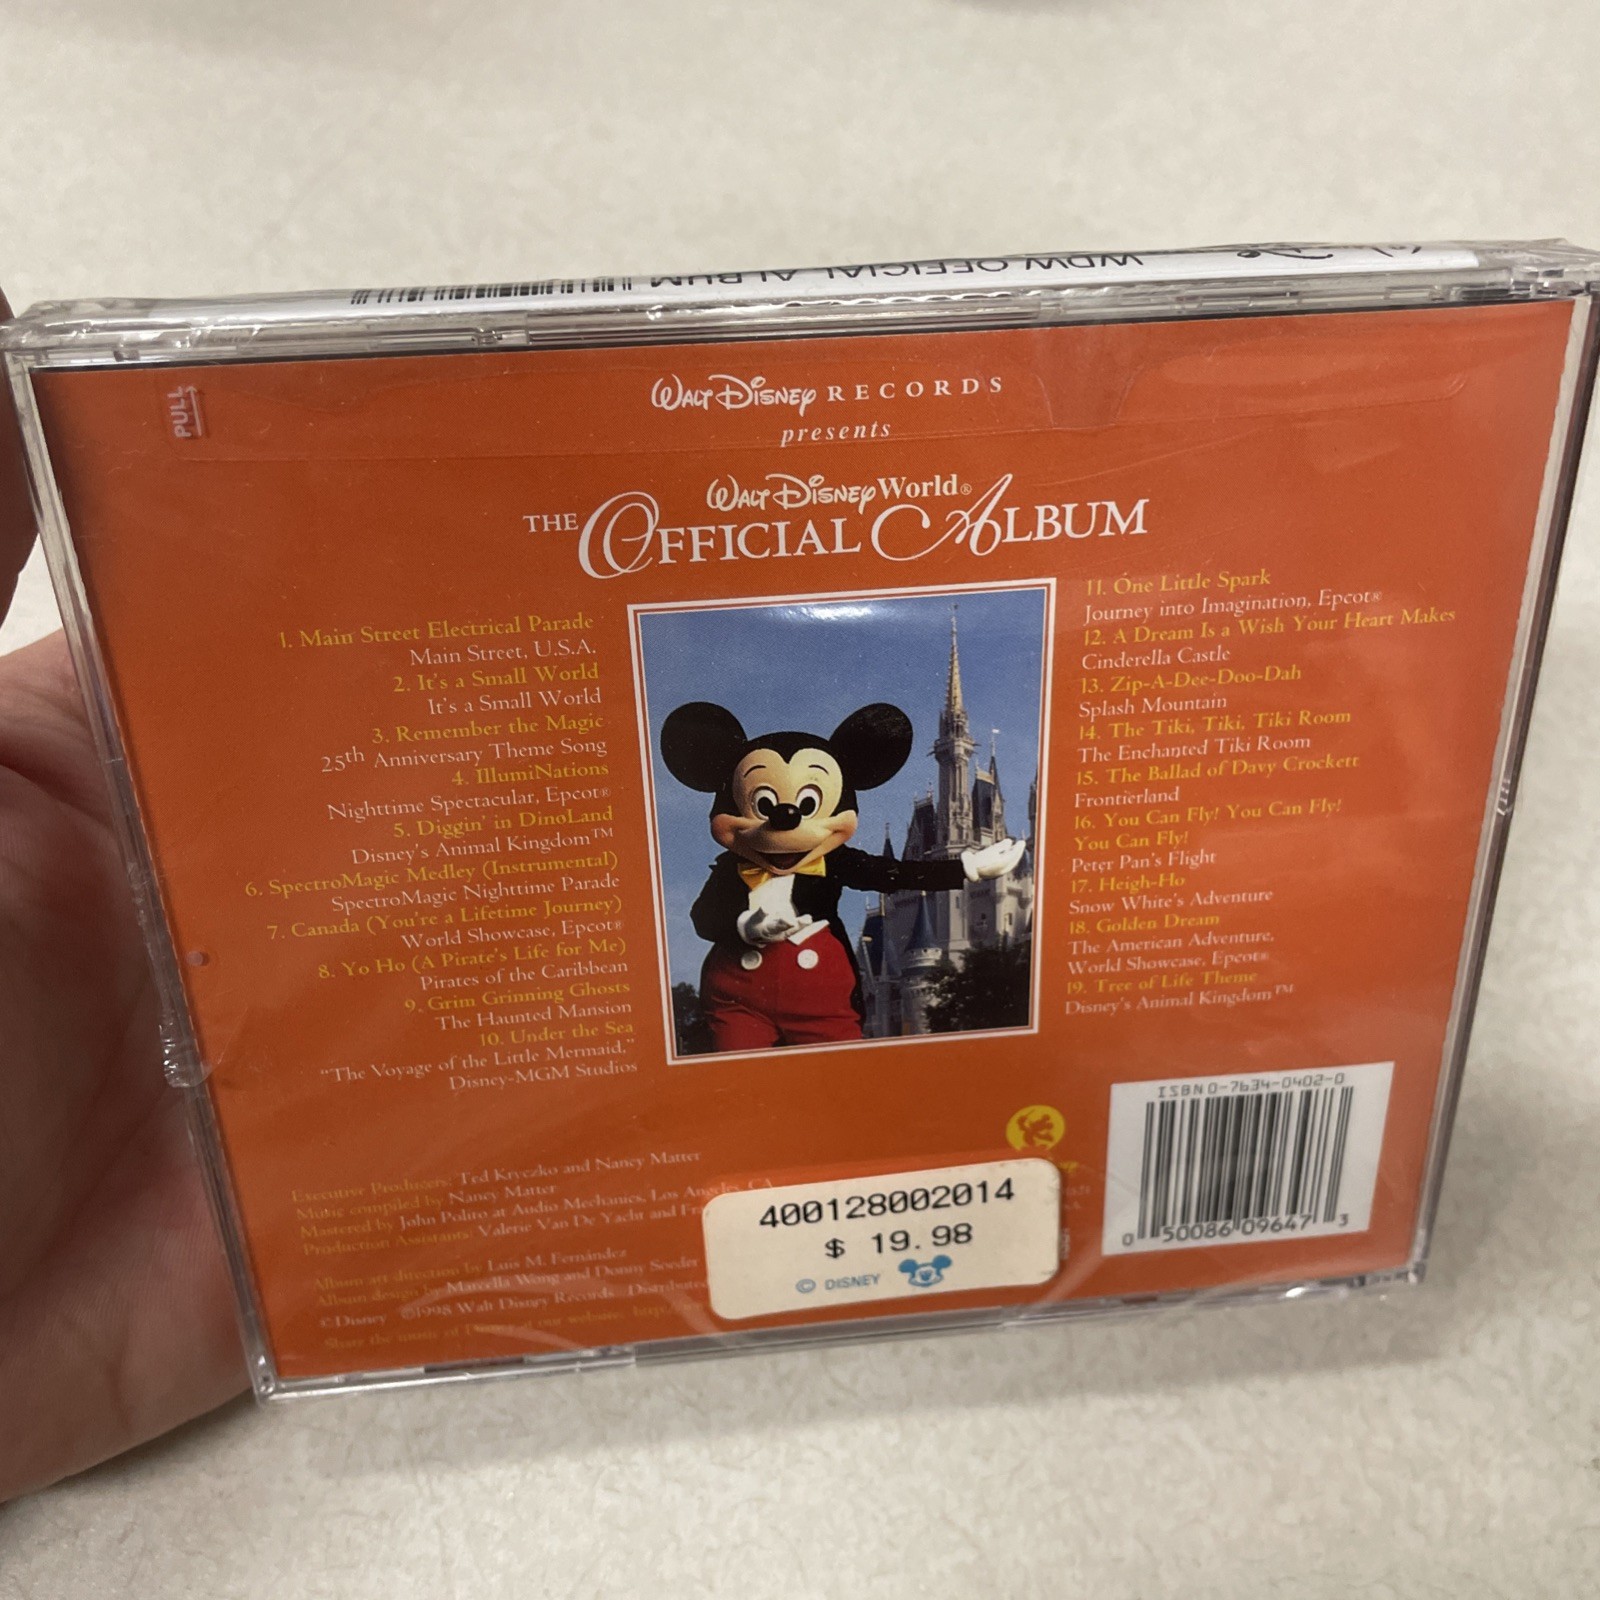 WDW OFFICIAL ALBUM
PULL
WALT DISNEY RECORDS
presents
WALT DISNEY World®
THE OFFICIAL ALBUM
1. Main Street Electrical Parade
Main Street, U.S.A.
2. It's a Small World
It's a Small World
3. Remember the Magic
25th Anniversary Theme Song
4. IllumiNations
Nighttime Spectacular, Epcot®
5. Diggin' in DinoLand
Disney's Animal Kingdom™
6. SpectroMagic Medley (Instrumental)
SpectroMagic Nighttime Parade
7. Canada (You're a Lifetime Journey)
World Showcase, Epcot®
8. Yo Ho (A Pirate's Life for Me)
Pirates of the Caribbean
9. Grim Grinning Ghosts
The Haunted Mansion
10. Under the Sea
"The Voyage of the Little Mermaid,"
Disney-MGM Studios
11. One Little Spark
Journey into Imagination, Epcot®
12. A Dream Is a Wish Your Heart Makes
Cinderella Castle
13. Zip-A-Dee-Doo-Dah
Splash Mountain
14. The Tiki, Tiki, Tiki Room
The Enchanted Tiki Room
15. The Ballad of Davy Crockett
Frontierland
16. You Can Fly! You Can Fly!
You Can Fly!
Peter Pan's Flight
17. Heigh-Ho
Snow White's Adventure
18. Golden Dream
The American Adventure,
World Showcase, Epcot®
19. Tree of Life Theme
Disney's Animal Kingdom™
Executive Producers: Ted Kryczko and Nancy Matter
Music compiled by Nancy Matter
Mastered by John Polito at Audio Mechanics, Los Angeles, CA
Production Assistants: Valerie Van De Yacht and
Album art direction by Luis M. Fernández
Album design by Marcella Wong and Donny Soeder
©Disney ©1998 Walt Disney Records
Share the music of Disney at our website:
400128002014
$ 19.98
© DISNEY
ISBN 0-7634-0402-0
0 50086 09647 3